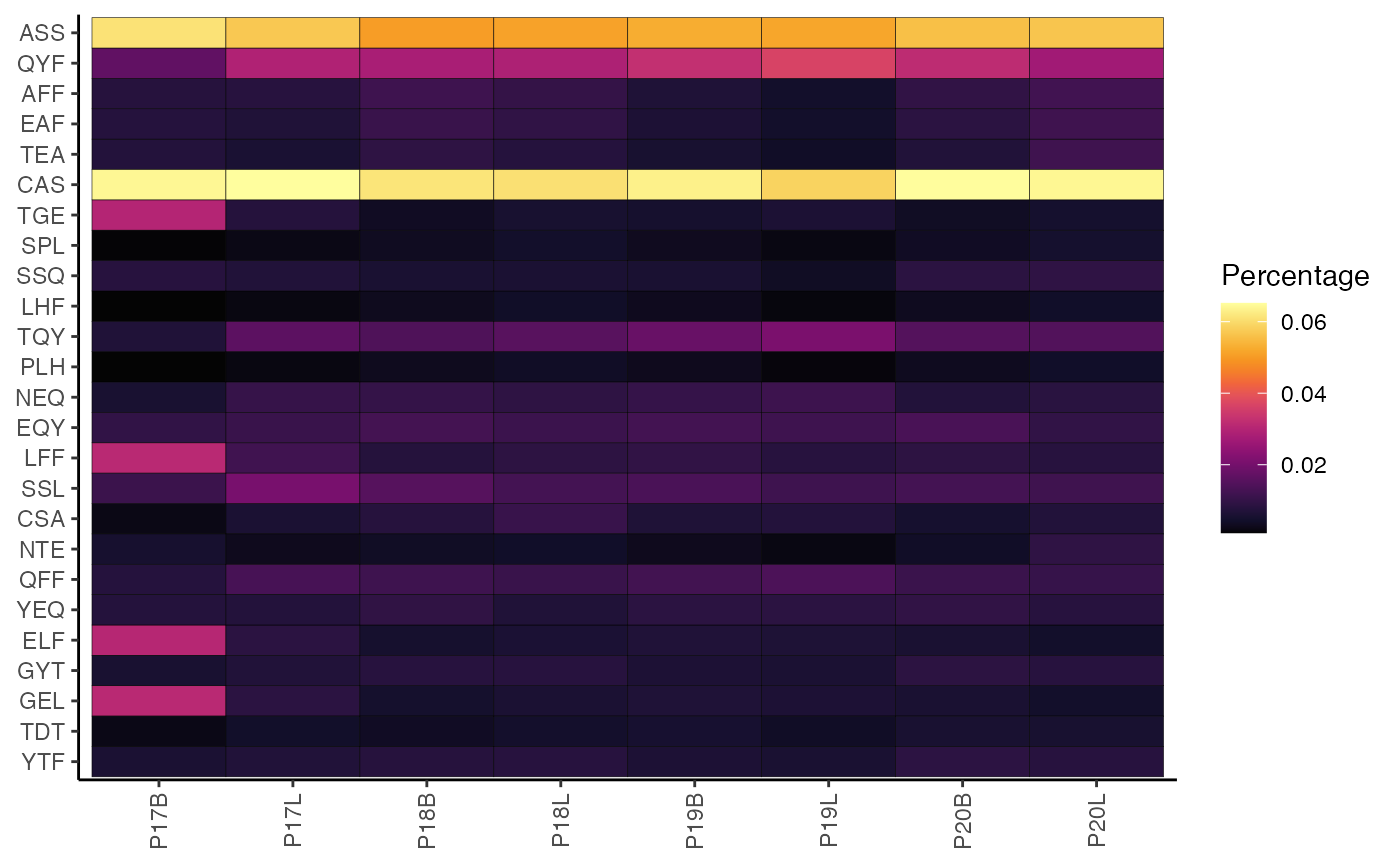 ASS
QYF
AFF
EAF
TEA
CAS
TGE
SPL
SSQ
LHF
TQY
PLH
NEQ
EQY
LFF
SSL
CSA
NTE
QFF
YEQ
ELF
GYT
GEL
TDT
YTF
P17B
P17L
P18B
P18L
P19B
P19L
P20B
P20L
Percentage
0.06
0.04
0.02